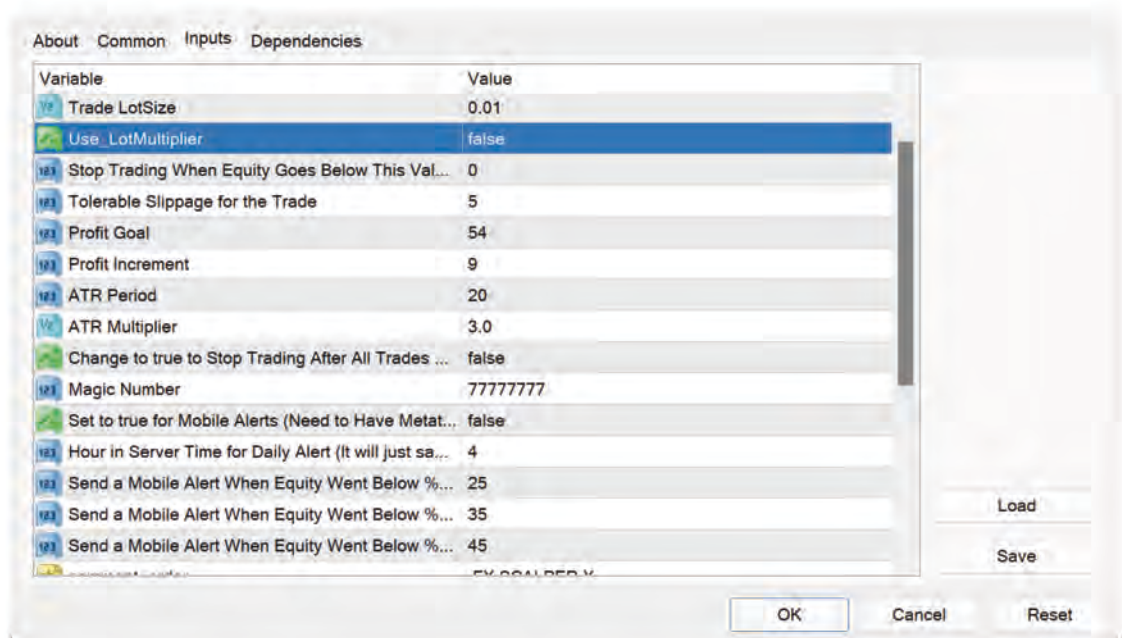 About Common Inputs Dependencies
Variable Value
Trade LotSize 0.01
Use_LotMultiplier false
Stop Trading When Equity Goes Below This Val... 0
Tolerable Slippage for the Trade 5
Profit Goal 54
Profit Increment 9
ATR Period 20
ATR Multiplier 3.0
Change to true to Stop Trading After All Trades ... false
Magic Number 77777777
Set to true for Mobile Alerts (Need to Have Metat... false
Hour in Server Time for Daily Alert (It will just sa... 4
Send a Mobile Alert When Equity Went Below %... 25
Send a Mobile Alert When Equity Went Below %... 35
Send a Mobile Alert When Equity Went Below %... 45
Load
Save
OK Cancel Reset